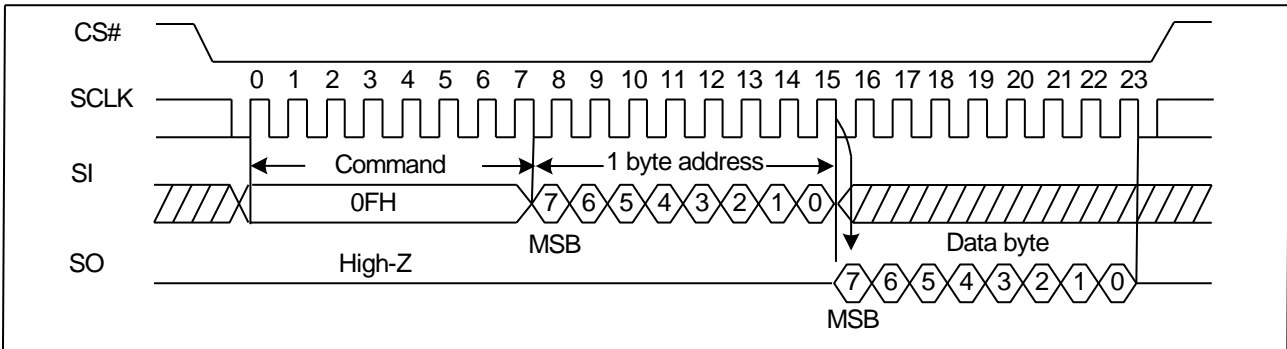 CS#
0 1 2 3 4 5 6 7 8 9 10 11 12 13 14 15 16 17 18 19 20 21 22 23
SCLK
Command 1 byte address
SI
0FH 7 6 5 4 3 2 1 0
MSB Data byte
SO High-Z
7 6 5 4 3 2 1 0
MSB